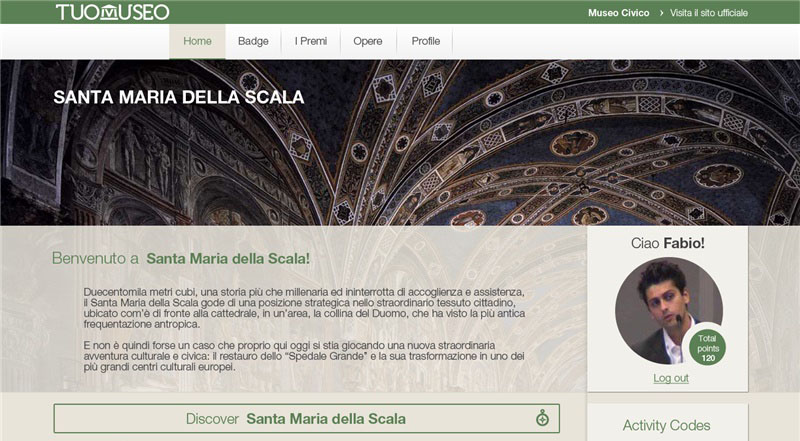 TUOMUSEO
Museo Civico › Visita il sito ufficiale
Home Badge I Premi Opere Profile
SANTA MARIA DELLA SCALA
Benvenuto a Santa Maria della Scala!
Duecentomila metri cubi, una storia più che millenaria ed ininterrotta di accoglienza e assistenza,
il Santa Maria della Scala gode di una posizione strategica nello straordinario tessuto cittadino,
ubicato com'è di fronte alla cattedrale, in un'area, la collina del Duomo, che ha visto la più antica
frequentazione antropica.
E non è quindi forse un caso che proprio qui oggi si stia giocando una nuova straordinaria
avventura culturale e civica: il restauro dello “Spedale Grande” e la sua trasformazione in uno dei
più grandi centri culturali europei.
Discover Santa Maria della Scala
Ciao Fabio!
Total
points
120
Log out
Activity Codes